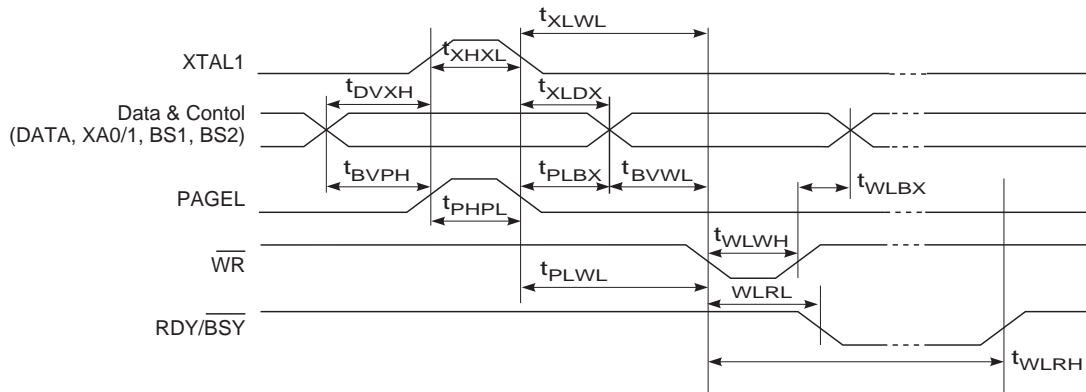 tXLWL
XTAL1
tXHXL
tDVXH
tXLDX
Data & Contol
(DATA, XA0/1, BS1, BS2)
tBVPH
tPLBX
tBVWL
tWLBX
PAGEL
tPHPL
tWLWH
WR
tPLWL
WLRL
RDY/BSY
tWLRH